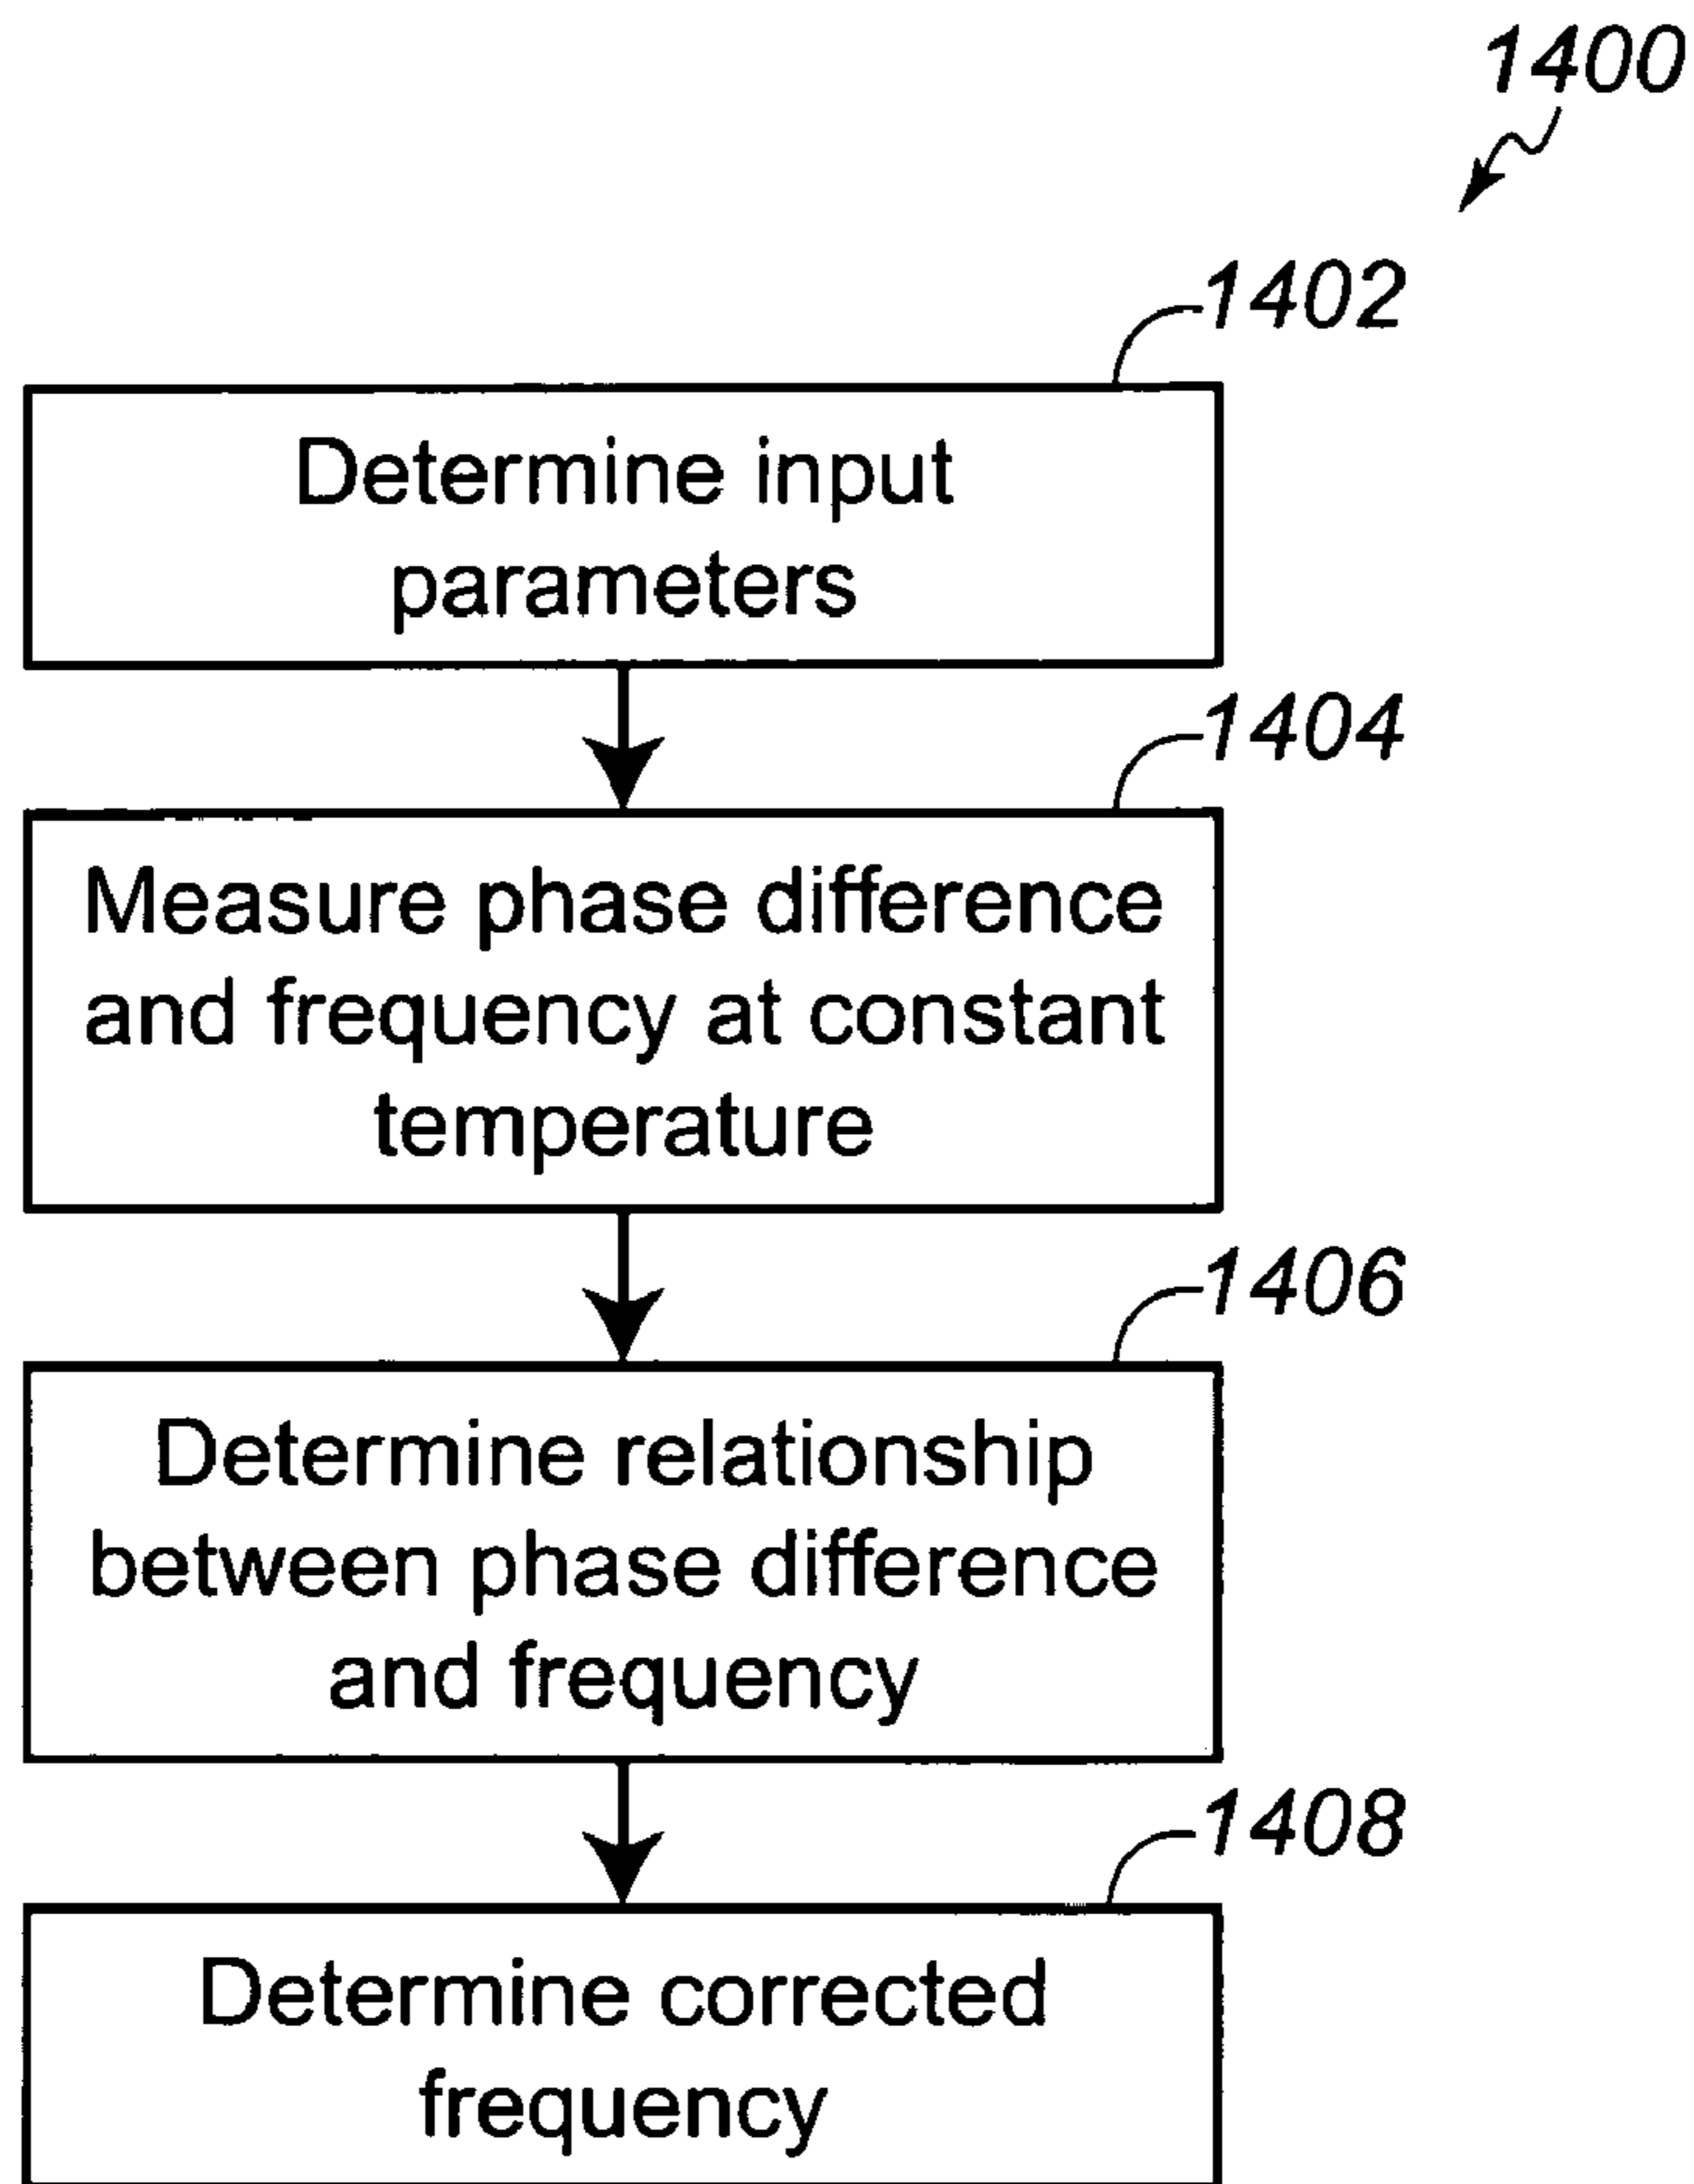 1400
1402
Determine input
parameters
1404
Measure phase difference
and frequency at constant
temperature
1406
Determine relationship
between phase difference
and frequency
1408
Determine corrected
frequency